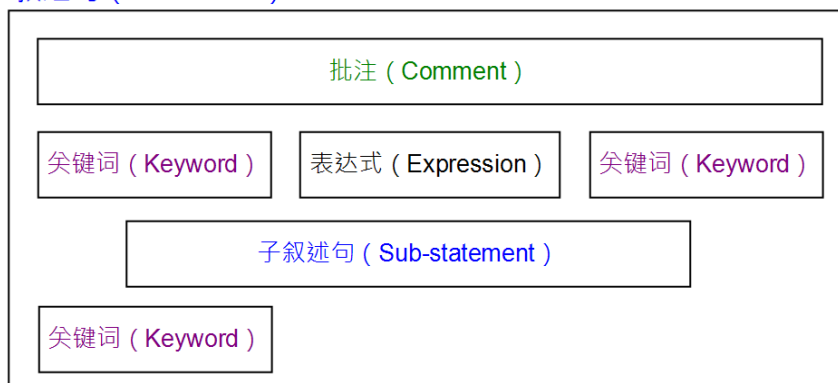 批注 ( Comment )
关键词 ( Keyword ) 表达式 ( Expression ) 关键词 ( Keyword )
子叙述句 ( Sub-statement )
关键词 ( Keyword )